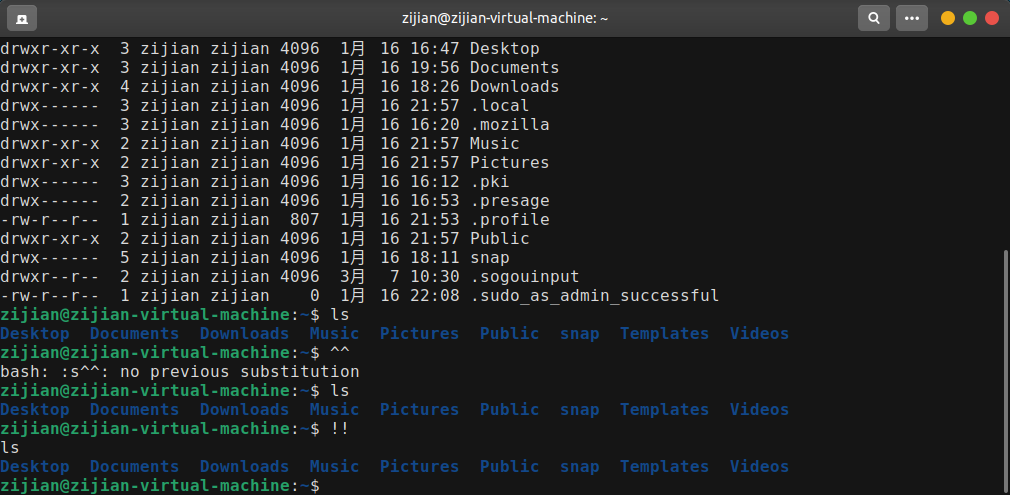 zijian@zijian-virtual-machine: ~
drwxr-xr-x  3 zijian zijian 4096  1月  16 16:47 Desktop
drwxr-xr-x  3 zijian zijian 4096  1月  16 19:56 Documents
drwxr-xr-x  4 zijian zijian 4096  1月  16 18:26 Downloads
drwx------  3 zijian zijian 4096  1月  16 21:57 .local
drwx------  3 zijian zijian 4096  1月  16 16:20 .mozilla
drwxr-xr-x  2 zijian zijian 4096  1月  16 21:57 Music
drwxr-xr-x  2 zijian zijian 4096  1月  16 21:57 Pictures
drwx------  3 zijian zijian 4096  1月  16 16:12 .pki
drwx------  2 zijian zijian 4096  1月  16 16:53 .presage
-rw-r--r--  1 zijian zijian  807  1月  16 21:53 .profile
drwxr-xr-x  2 zijian zijian 4096  1月  16 21:57 Public
drwx------  5 zijian zijian 4096  1月  16 18:11 snap
drwxr--r--  2 zijian zijian 4096  3月   7 10:30 .sogouinput
-rw-r--r--  1 zijian zijian    0  1月  16 22:08 .sudo_as_admin_successful
zijian@zijian-virtual-machine:~$ ls
Desktop  Documents  Downloads  Music  Pictures  Public  snap  Templates  Videos
zijian@zijian-virtual-machine:~$ ^^
bash: :s^^: no previous substitution
zijian@zijian-virtual-machine:~$ ls
Desktop  Documents  Downloads  Music  Pictures  Public  snap  Templates  Videos
zijian@zijian-virtual-machine:~$ !!
ls
Desktop  Documents  Downloads  Music  Pictures  Public  snap  Templates  Videos
zijian@zijian-virtual-machine:~$